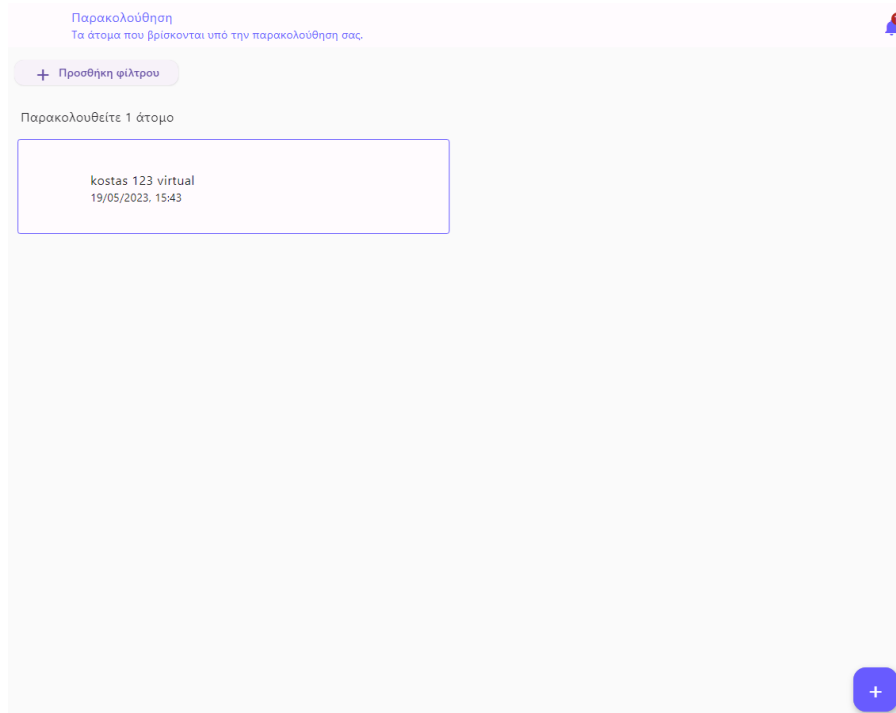 Παρακολούθηση
Τα άτομα που βρίσκονται υπό την παρακολούθηση σας.
+ Προσθήκη φίλτρου
Παρακολουθείτε 1 άτομο
kostas 123 virtual
19/05/2023, 15:43
+